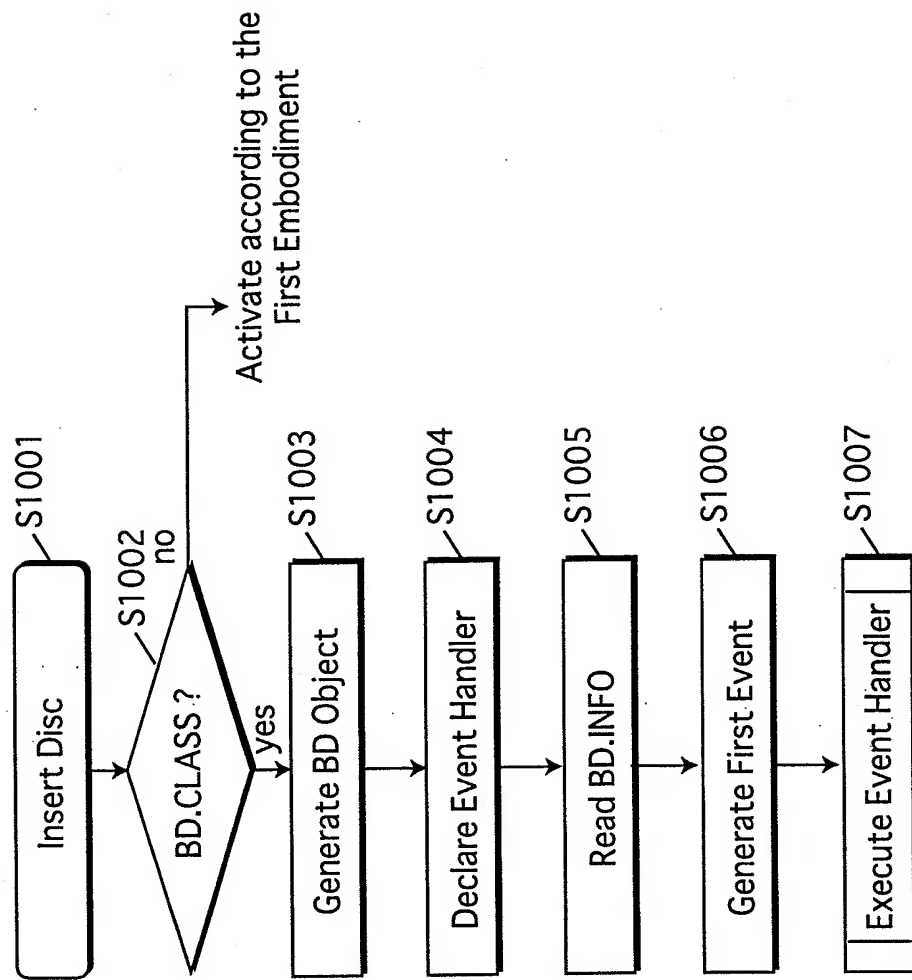 Insert Disc
S1001
BD.CLASS ?
S1002
no
Activate according to the
First Embodiment
yes
Generate BD Object
S1003
Declare Event Handler
S1004
Read BD.INFO
S1005
Generate First Event
S1006
Execute Event Handler
S1007